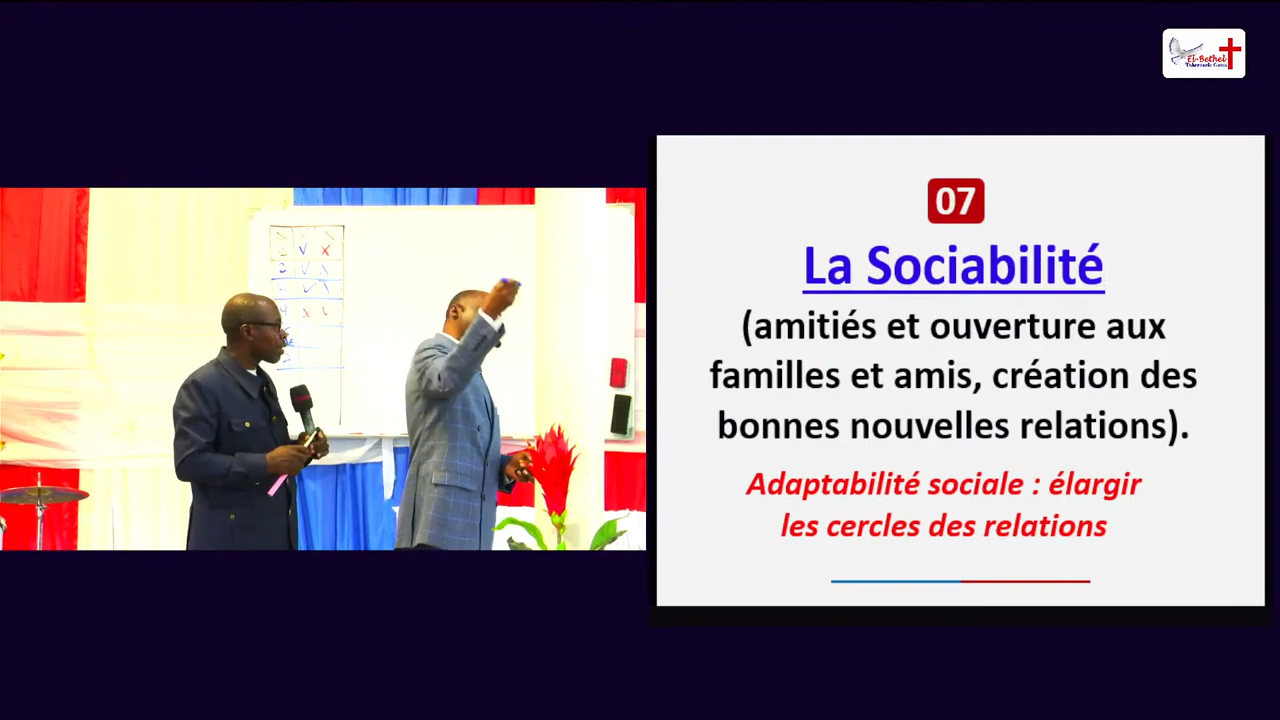 El-Bethel
07
La Sociabilité
(amitiés et ouverture aux
familles et amis, création des
bonnes nouvelles relations).
Adaptabilité sociale : élargir
les cercles des relations